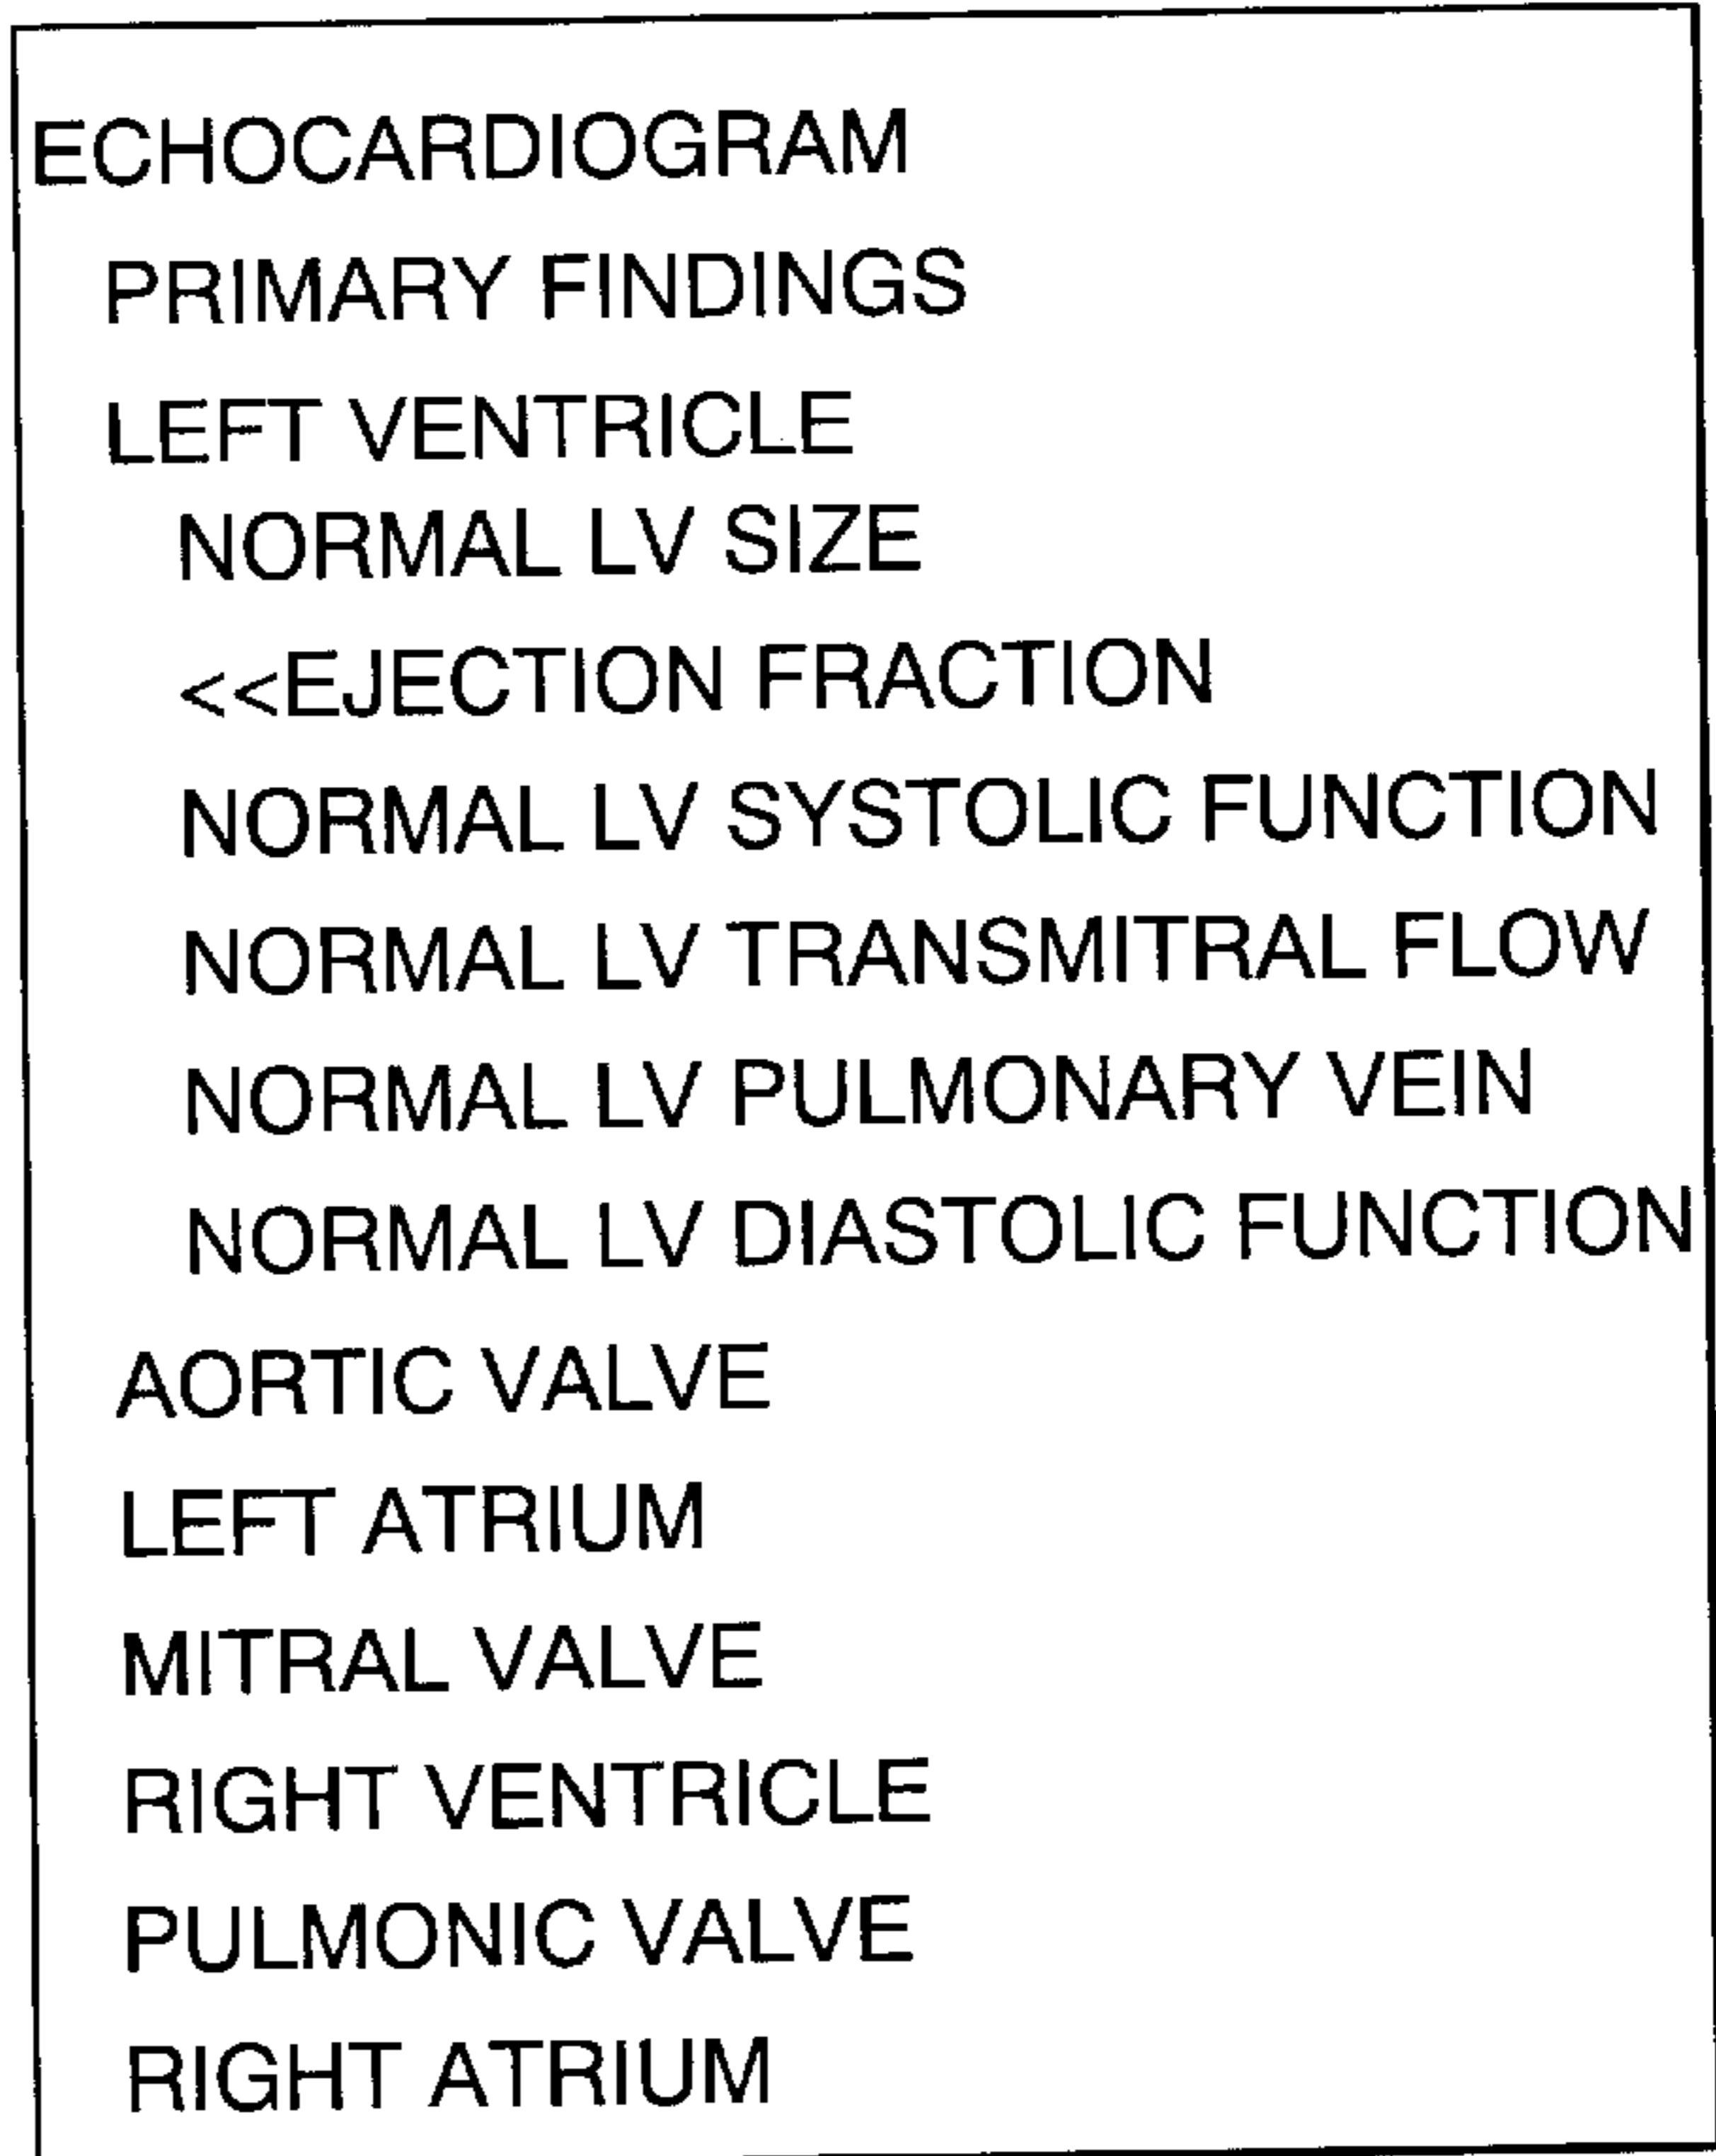 ECHOCARDIOGRAM
PRIMARY FINDINGS
LEFT VENTRICLE
NORMAL LV SIZE
<<EJECTION FRACTION
NORMAL LV SYSTOLIC FUNCTION
NORMAL LV TRANSMITRAL FLOW
NORMAL LV PULMONARY VEIN
NORMAL LV DIASTOLIC FUNCTION
AORTIC VALVE
LEFT ATRIUM
MITRAL VALVE
RIGHT VENTRICLE
PULMONIC VALVE
RIGHT ATRIUM